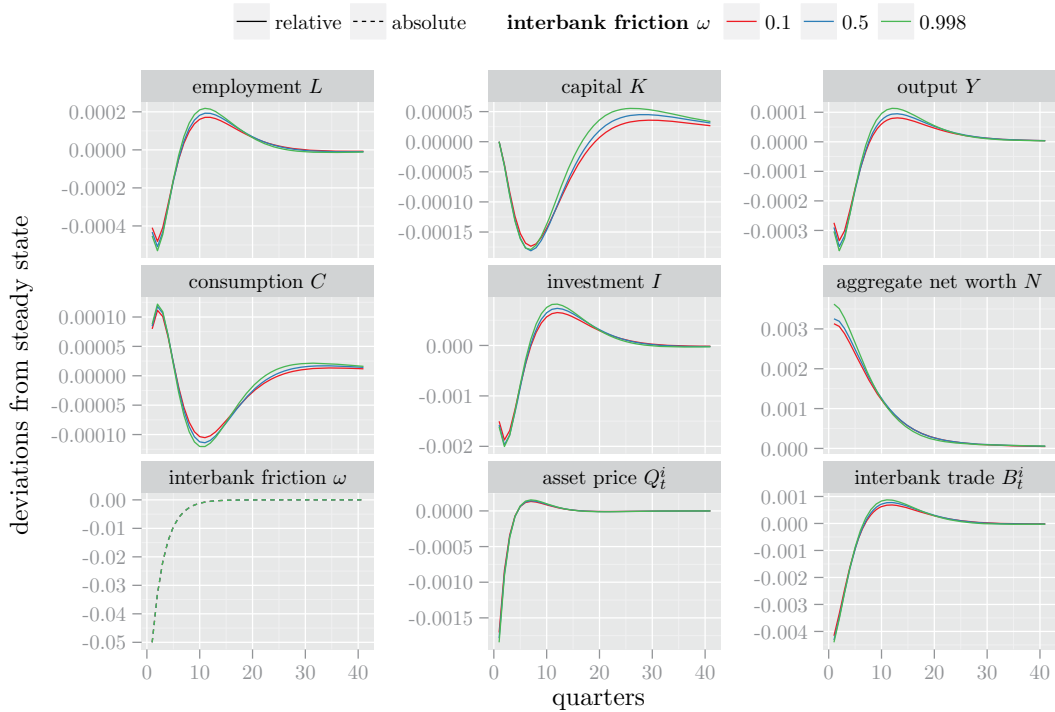 relative absolute interbank friction ω 0.1 0.5 0.998
deviations from steady state
employment L
0.0002
0.0000
-0.0002
-0.0004
capital K
0.00005
0.00000
-0.00005
-0.00010
-0.00015
output Y
0.0001
0.0000
-0.0001
-0.0002
-0.0003
consumption C
0.00010
0.00005
0.00000
-0.00005
-0.00010
investment I
0.000
-0.001
-0.002
aggregate net worth N
0.003
0.002
0.001
0.000
interbank friction ω
0.00
-0.01
-0.02
-0.03
-0.04
-0.05
0 10 20 30 40
asset price Q_t^i
0.0000
-0.0005
-0.0010
-0.0015
0 10 20 30 40
interbank trade B_t^i
0.001
0.000
-0.001
-0.002
-0.003
-0.004
0 10 20 30 40
quarters